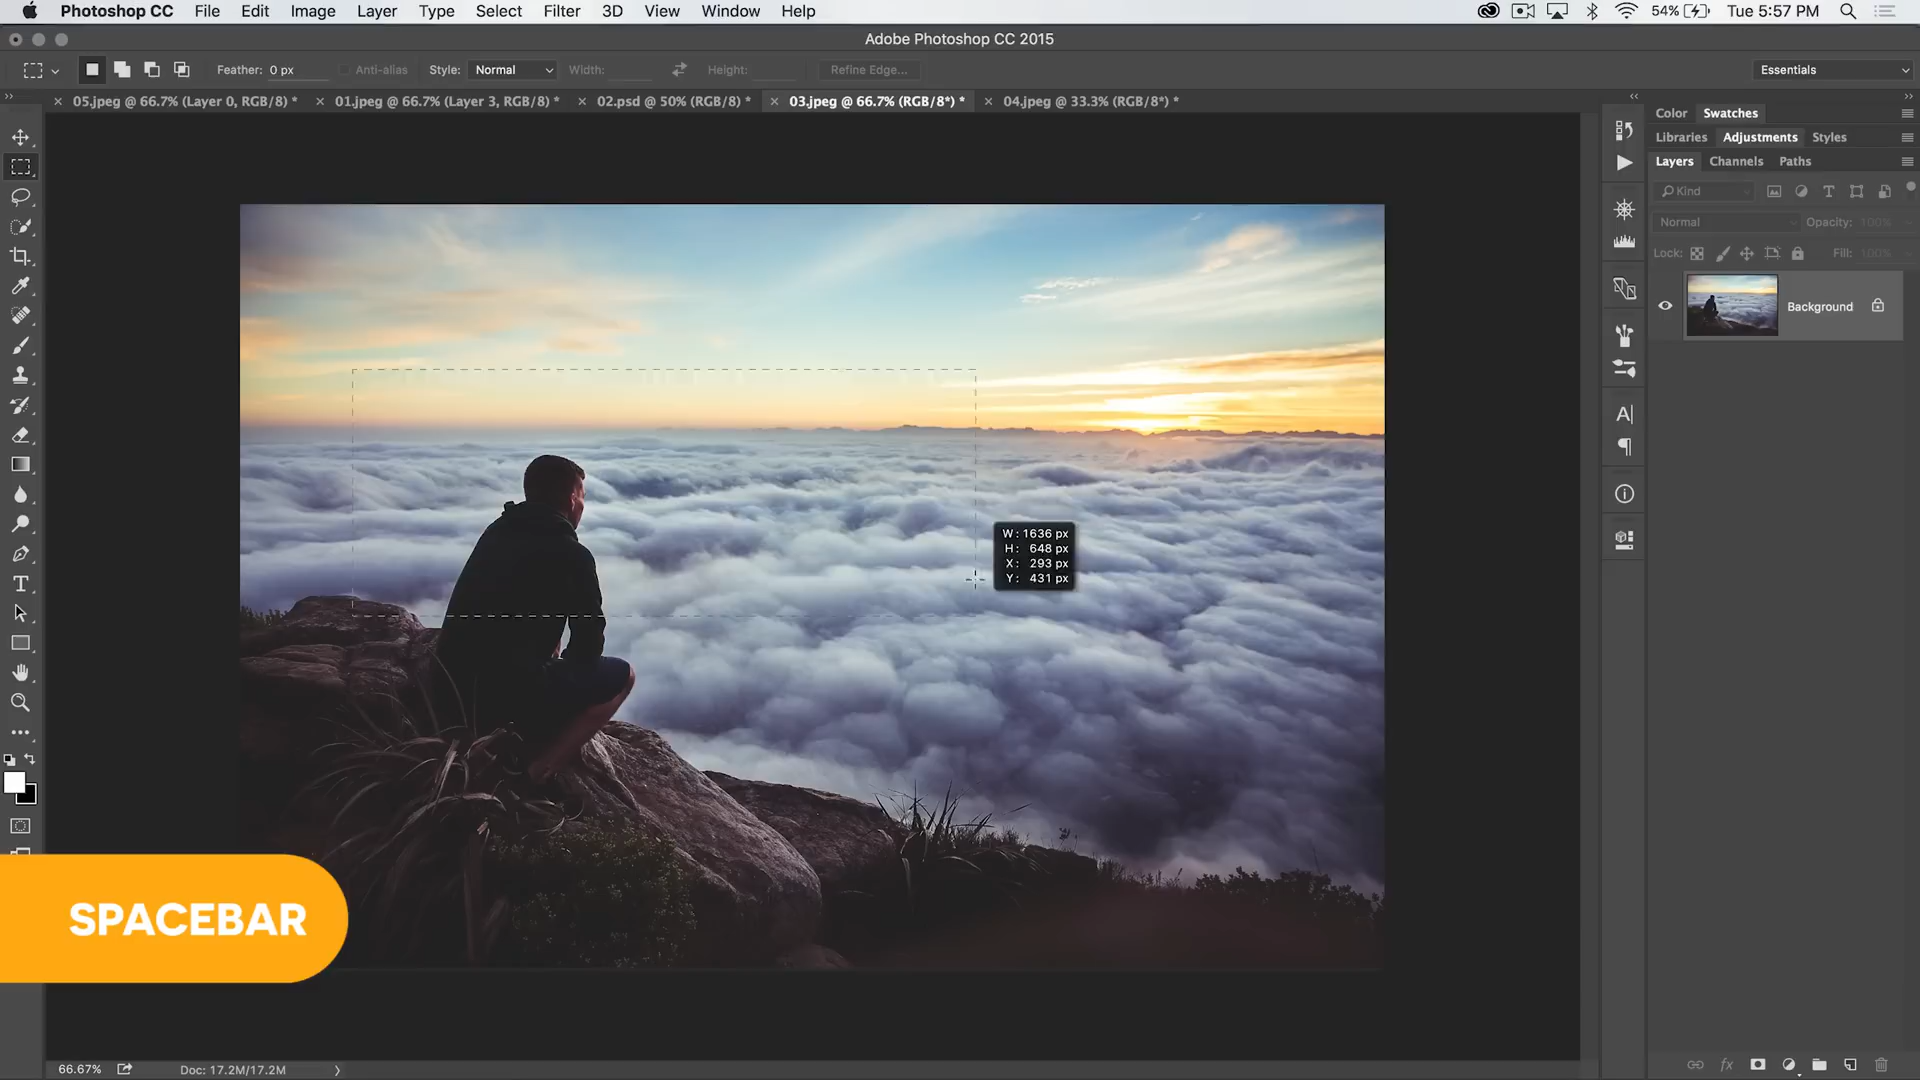 Photoshop CC File Edit Image Layer Type Select Filter 3D View Window Help 54% Tue 5:57 PM
Adobe Photoshop CC 2015
Feather: 0 px Anti-alias Style: Normal Width: Height: Refine Edge... Essentials
05.jpeg @ 66.7% (Layer 0, RGB/8) * 01.jpeg @ 66.7% (Layer 3, RGB/8) * 02.psd @ 50% (RGB/8) * 03.jpeg @ 66.7% (RGB/8*) * 04.jpeg @ 33.3% (RGB/8*) *
Color Swatches
Libraries Adjustments Styles
Layers Channels Paths
Kind
Normal Opacity: 100%
Lock: Fill: 100%
Background
W: 1636 px
H: 648 px
X: 293 px
Y: 431 px
SPACEBAR
66.67% Doc: 17.2M/17.2M